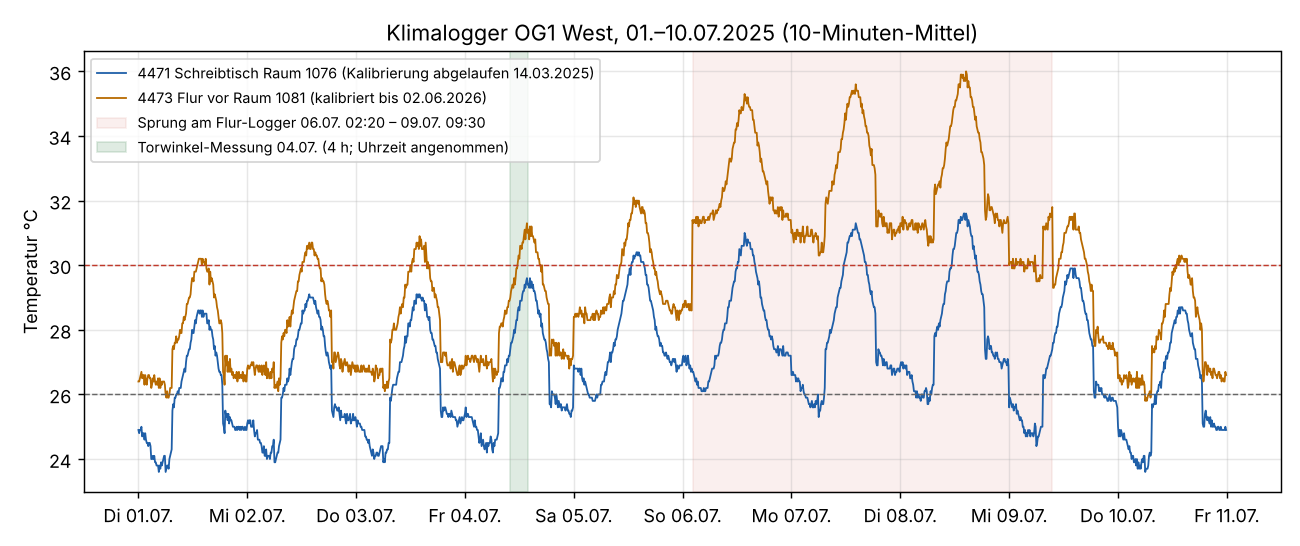 Klimalogger OG1 West, 01.–10.07.2025 (10-Minuten-Mittel)
4471 Schreibtisch Raum 1076 (Kalibrierung abgelaufen 14.03.2025)
4473 Flur vor Raum 1081 (kalibriert bis 02.06.2026)
Sprung am Flur-Logger 06.07. 02:20 – 09.07. 09:30
Torwinkel-Messung 04.07. (4 h; Uhrzeit angenommen)
Temperatur °C
36
34
32
30
28
26
24
Di 01.07. Mi 02.07. Do 03.07. Fr 04.07. Sa 05.07. So 06.07. Mo 07.07. Di 08.07. Mi 09.07. Do 10.07. Fr 11.07.